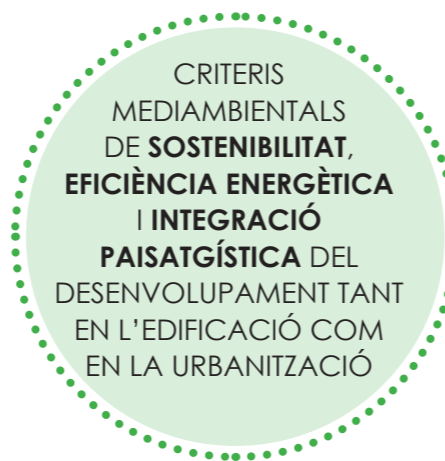 CRITERIS
MEDIAMBIENTALS
DE SOSTENIBILITAT,
EFICIÈNCIA ENERGÈTICA
I INTEGRACIÓ
PAISATGÍSTICA DEL
DESENVOLUPAMENT TANT
EN L'EDIFICACIÓ COM
EN LA URBANITZACIÓ